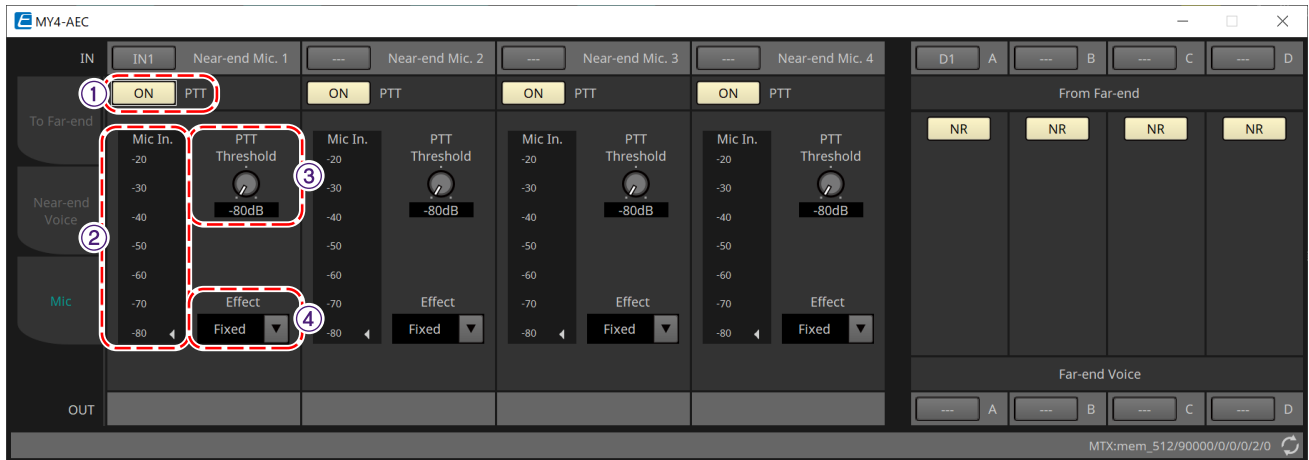 MY4-AEC
IN IN1 Near-end Mic. 1 --- Near-end Mic. 2 --- Near-end Mic. 3 --- Near-end Mic. 4 D1 A --- B --- C --- D
① ON PTT ON PTT ON PTT ON PTT From Far-end
To Far-end
NR NR NR NR
Mic In. PTT Mic In. PTT Mic In. PTT Mic In. PTT
-20 Threshold -20 Threshold -20 Threshold -20 Threshold
③
-30 -30 -30 -30
Near-end
Voice
-40 -80dB -40 -80dB -40 -80dB -40 -80dB
②
-50 -50 -50 -50
-60 -60 -60 -60
Mic
-70 Effect -70 Effect -70 Effect -70 Effect
④
-80 Fixed -80 Fixed -80 Fixed -80 Fixed
Far-end Voice
OUT --- A --- B --- C --- D
MTX:mem_512/90000/0/0/0/2/0